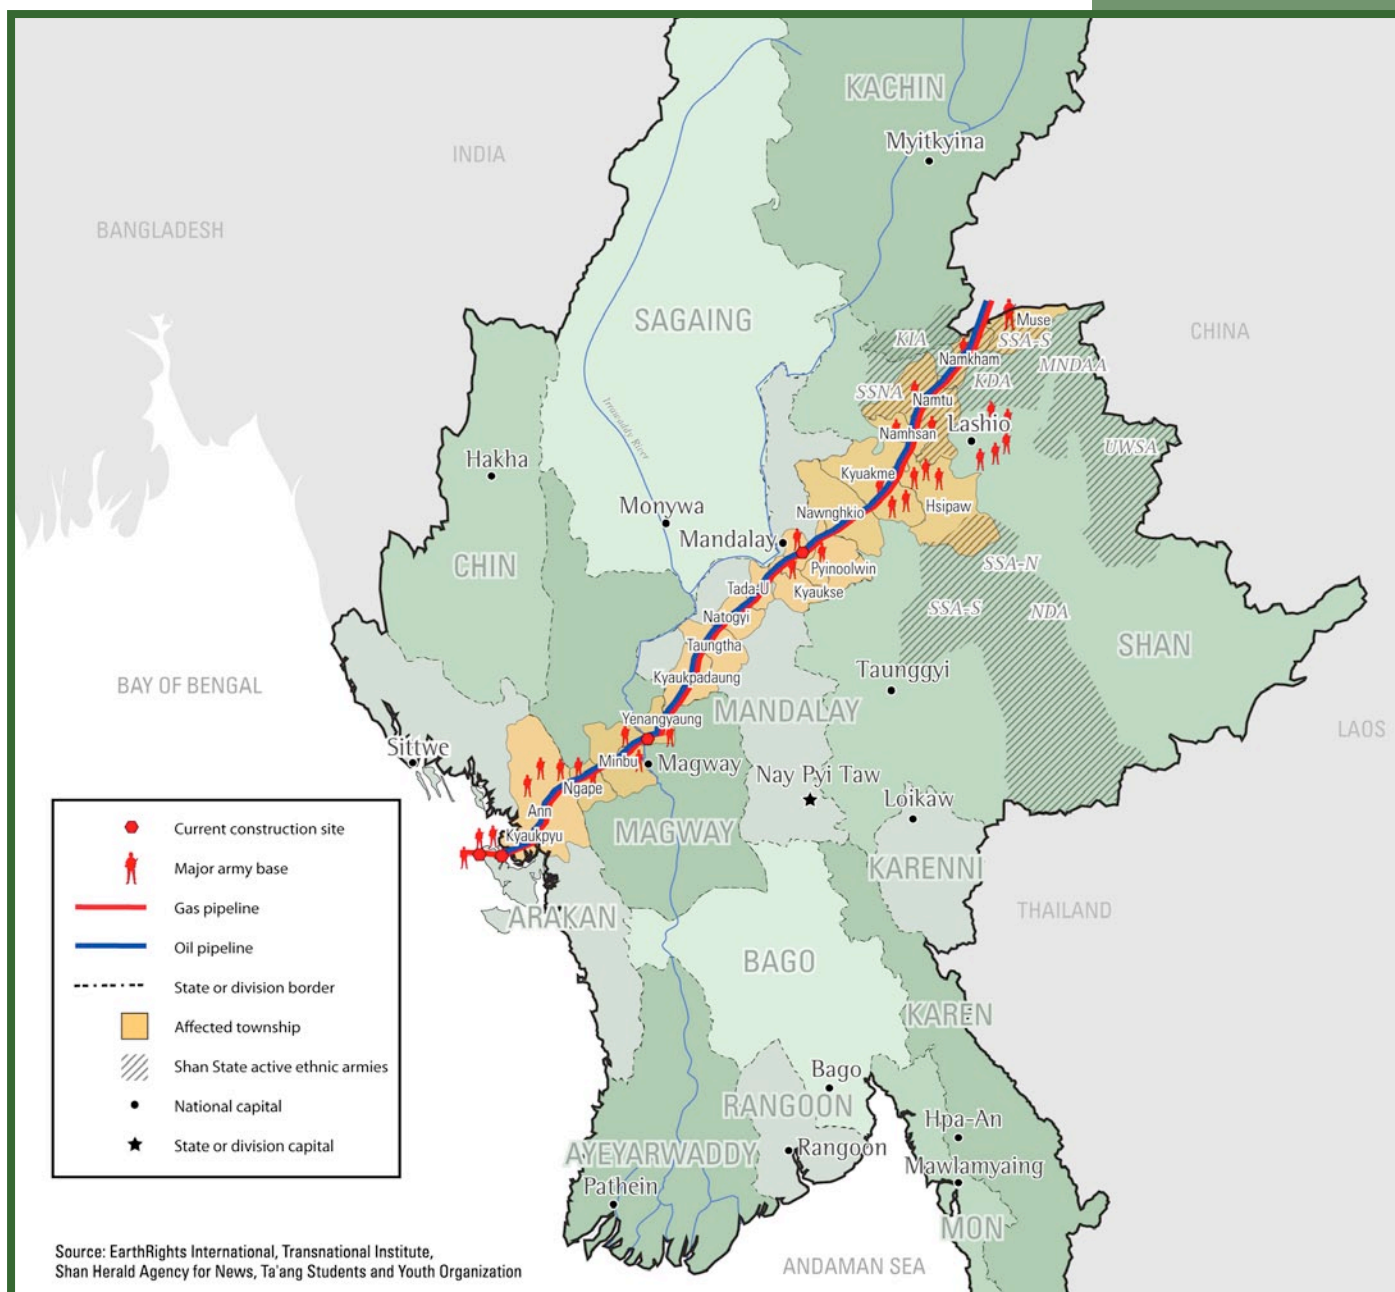 KACHIN
Myitkyina
INDIA
BANGLADESH
SAGAING
CHINA
Muse
KIA
SSA-S
Namkham
MNDAA
KDA
SSNA
Namtu
Irrawaddy River
Lashio
Namhsan
UWSA
Hakha
Kyuakme
Monywa
Hsipaw
Nawnghkio
Mandalay
CHIN
Pyinoolwin
SSA-N
Tada-U
Kyaukse
SSA-S
NDA
Natogyi
Taungtha
SHAN
Taunggyi
Kyaukpadaung
BAY OF BENGAL
MANDALAY
Yenangyaung
LAOS
Sittwe
Minbu
Magway
Nay Pyi Taw
Ngape
Loikaw
Ann
MAGWAY
Kyaukpyu
KARENNI
THAILAND
ARAKAN
BAGO
KAREN
Bago
RANGOON
Hpa-An
AYEYARWADDY
Rangoon
Mawlamyaing
Pathein
MON
ANDAMAN SEA
Current construction site
Major army base
Gas pipeline
Oil pipeline
State or division border
Affected township
Shan State active ethnic armies
National capital
State or division capital
Source: EarthRights International, Transnational Institute,
Shan Herald Agency for News, Ta'ang Students and Youth Organization